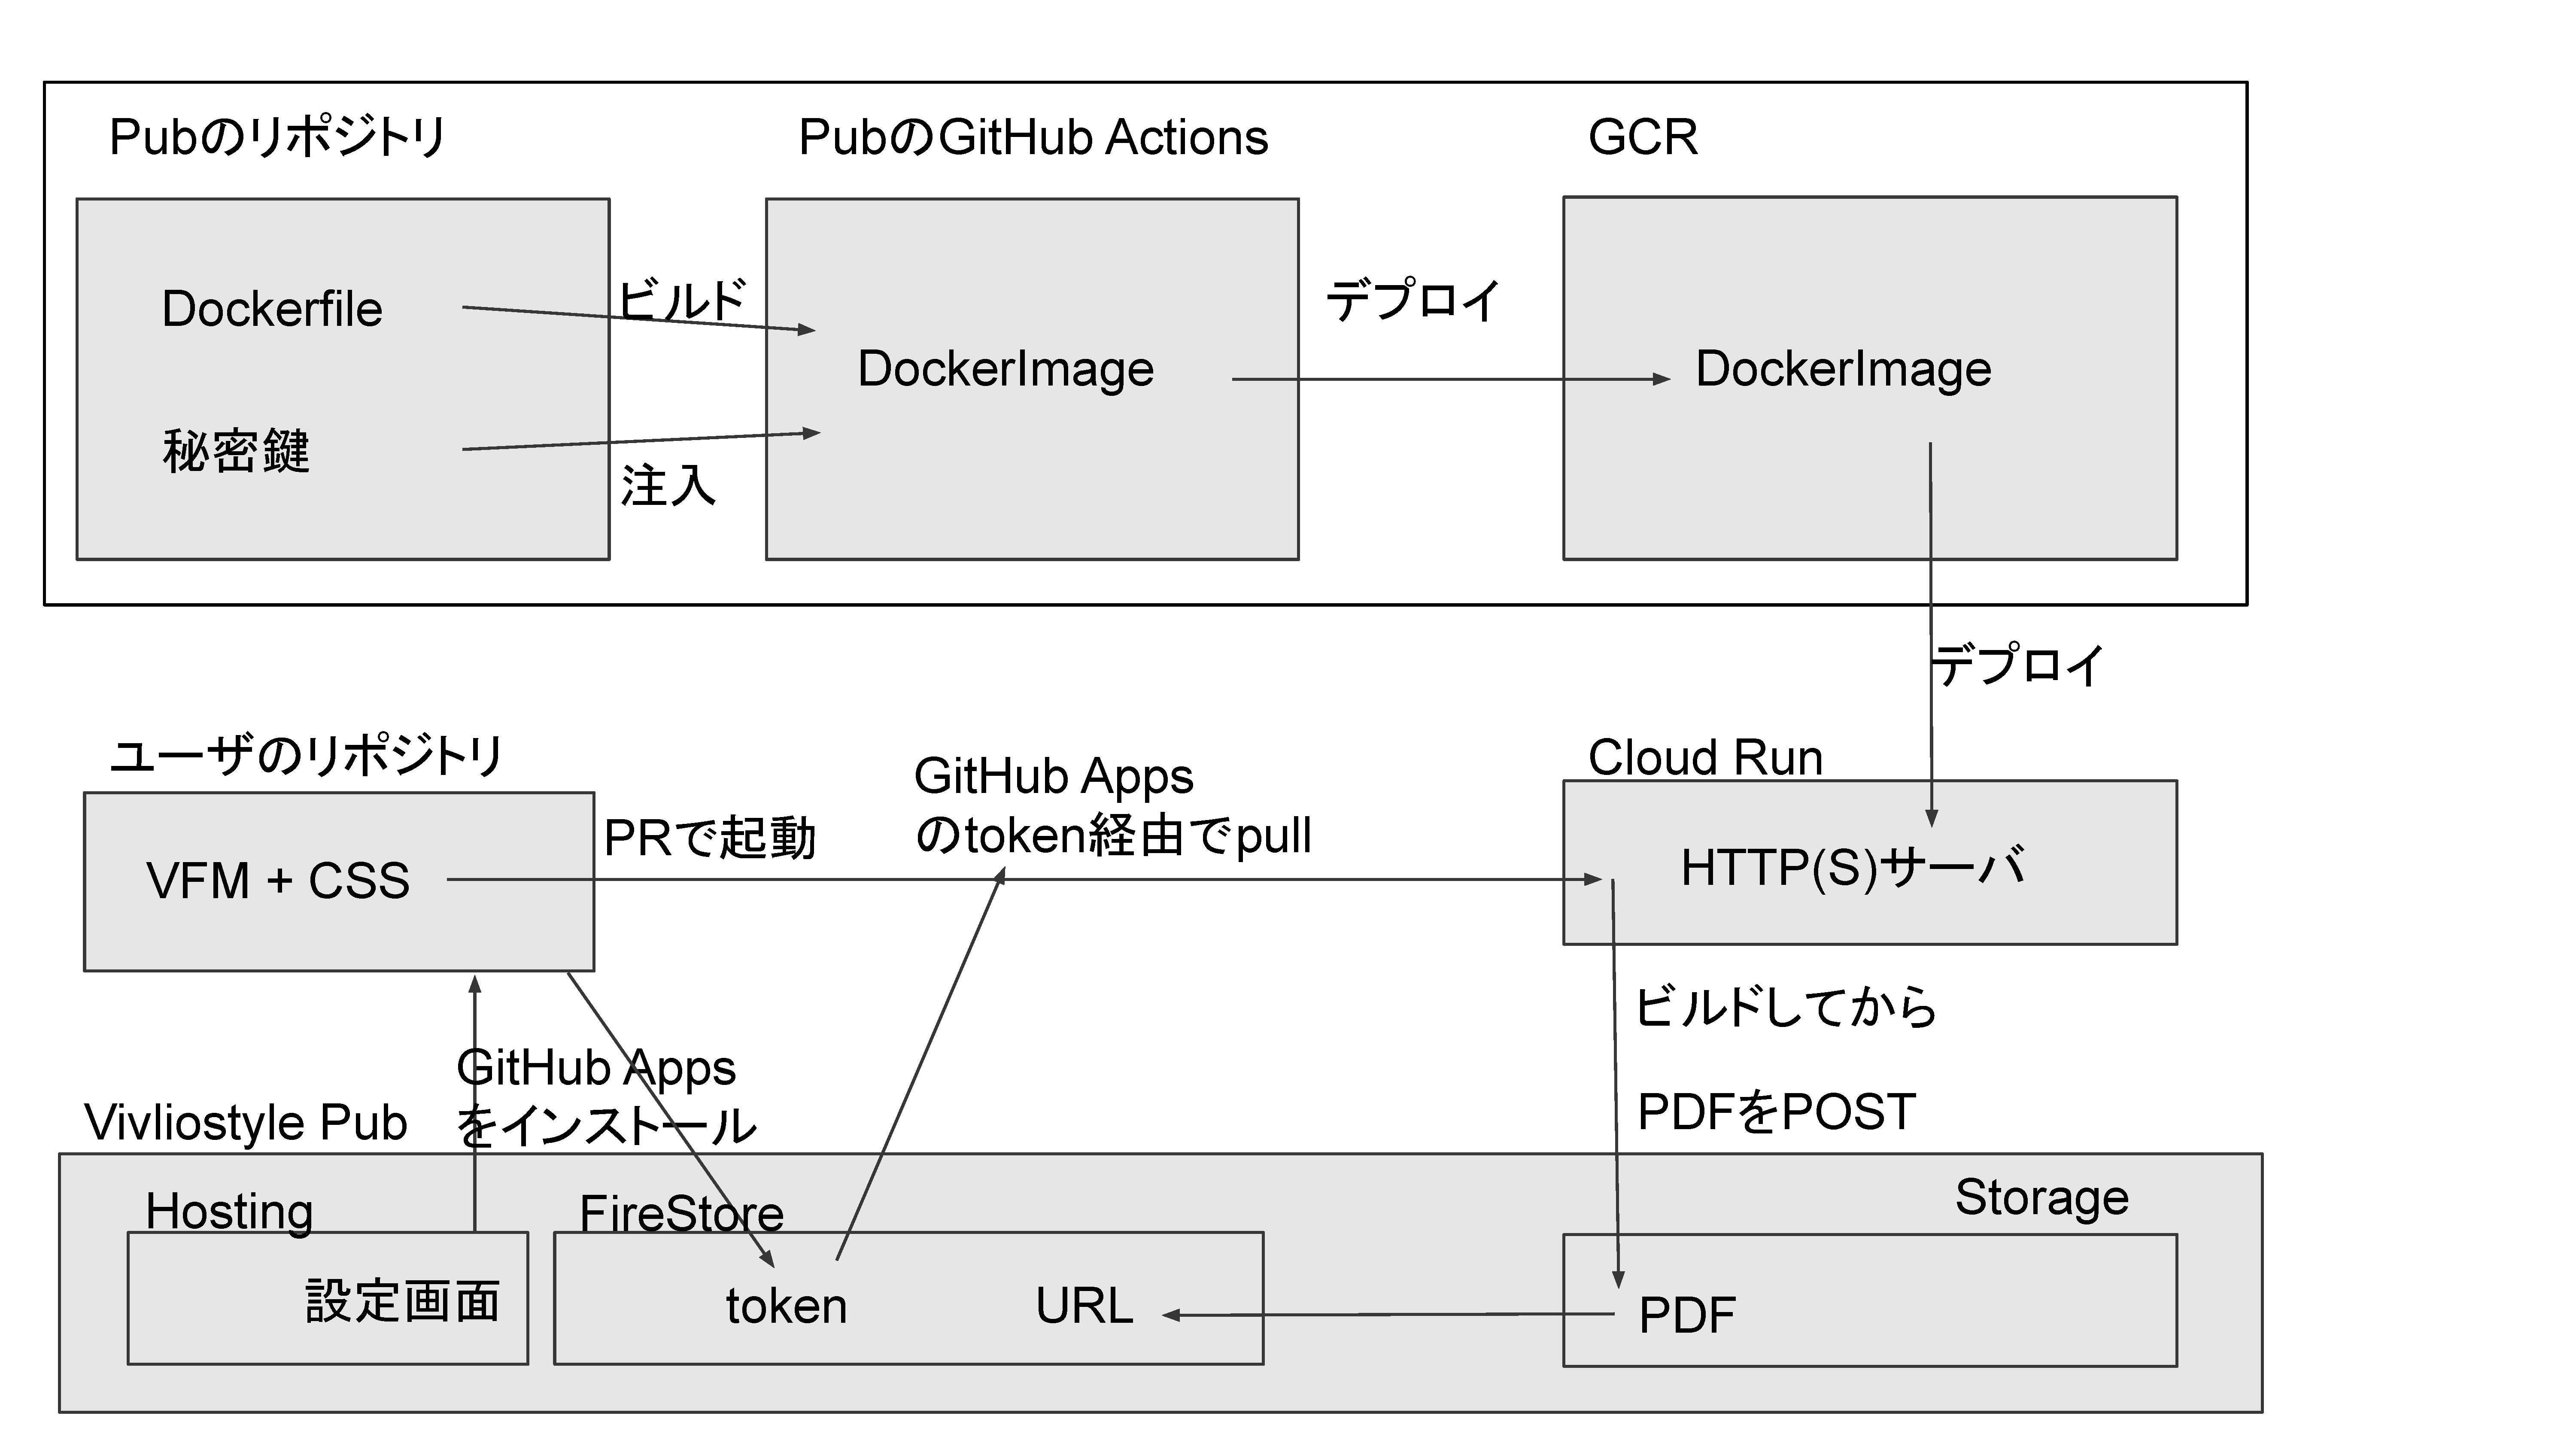 Pubのリポジトリ
PubのGitHub Actions
GCR
Dockerfile
ビルド
DockerImage
デプロイ
DockerImage
秘密鍵
注入
デプロイ
ユーザのリポジトリ
GitHub Apps
のtoken経由でpull
Cloud Run
PRで起動
VFM + CSS
HTTP(S)サーバ
ビルドしてから
PDFをPOST
GitHub Apps
をインストール
Vivliostyle Pub
Hosting
FireStore
Storage
設定画面
token
URL
PDF